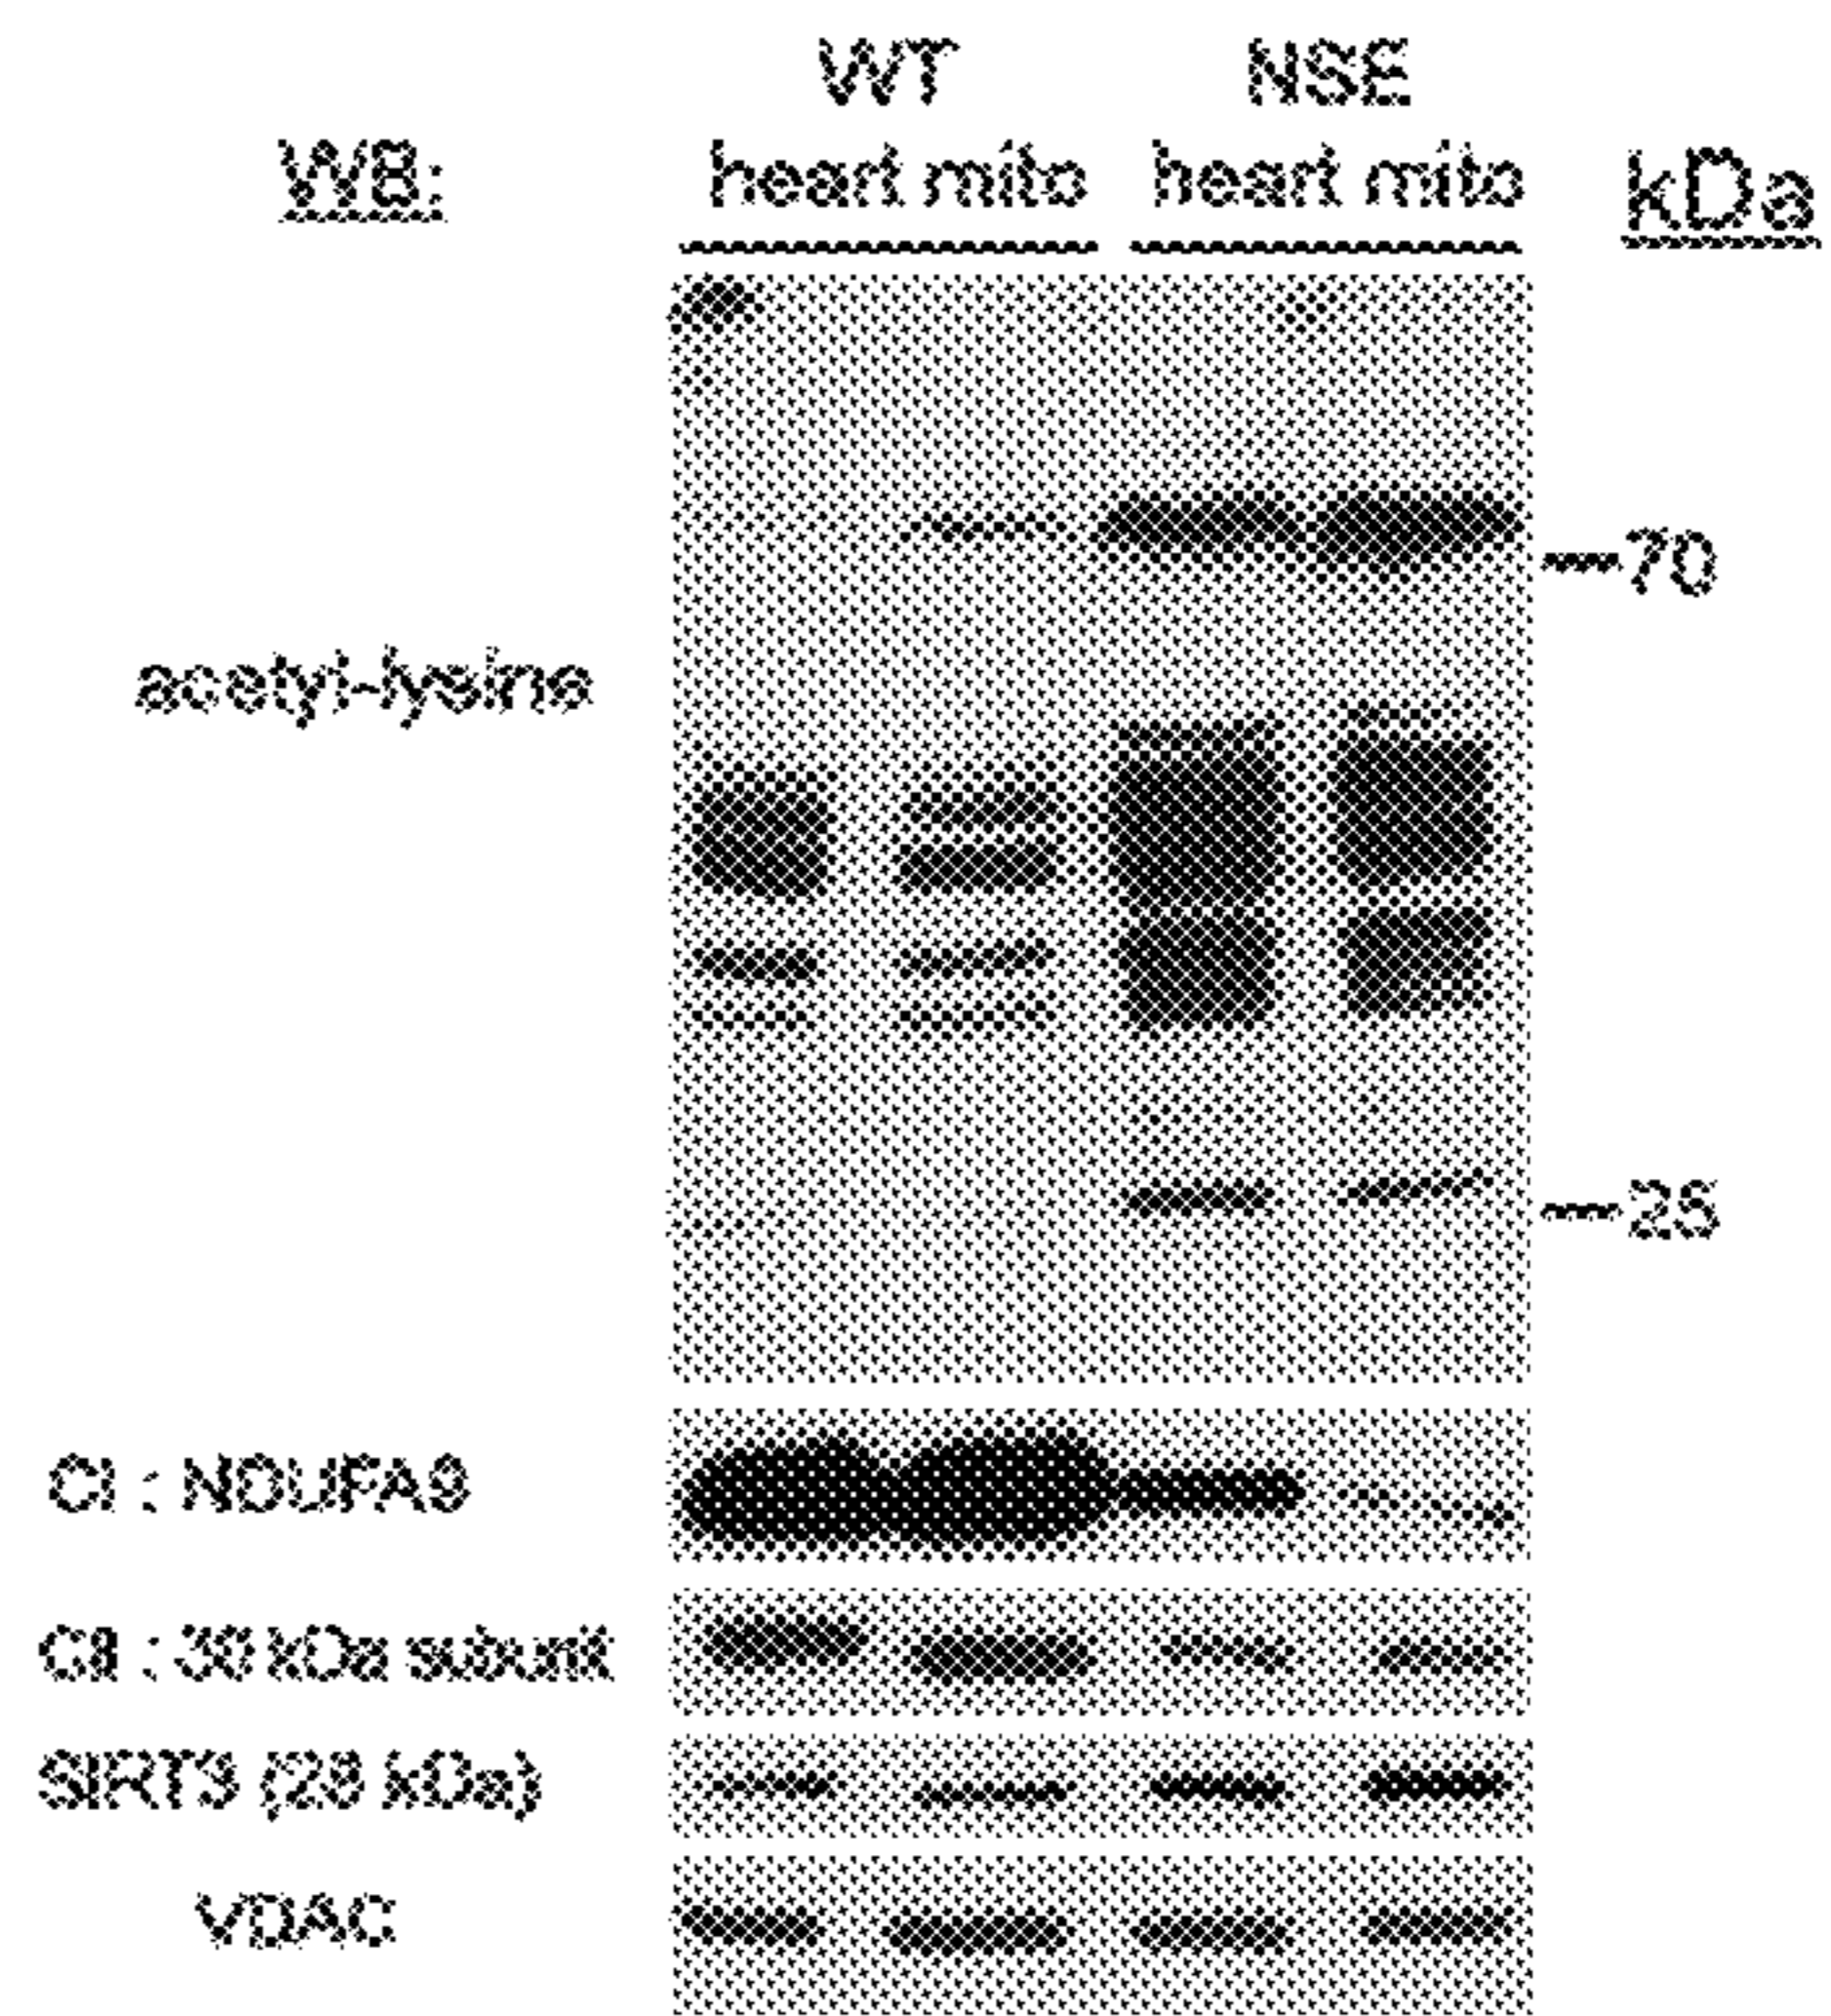 WT NSE
WB: heart mito heart mito kDa
70
acetyl-lysine
25
CI : NDUFA9
CII : 30 kDa subunit
SIRT3 (28 kDa)
VDAC